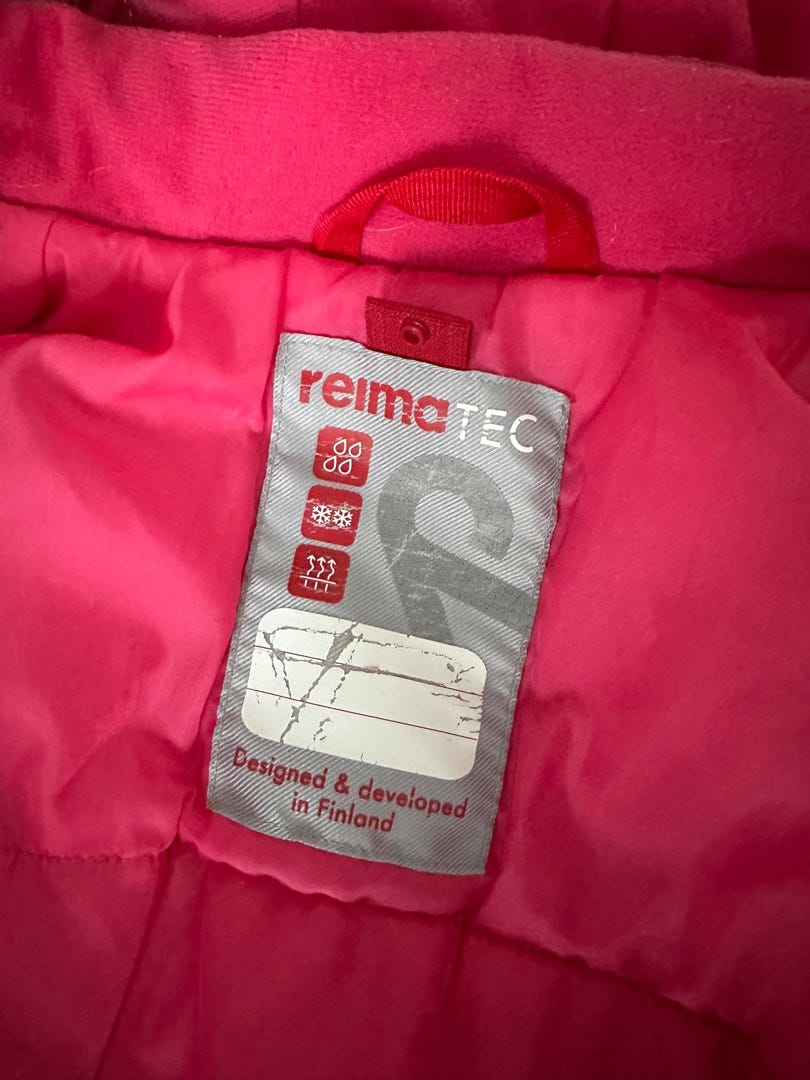 reimaTEC
Designed & developed
in Finland